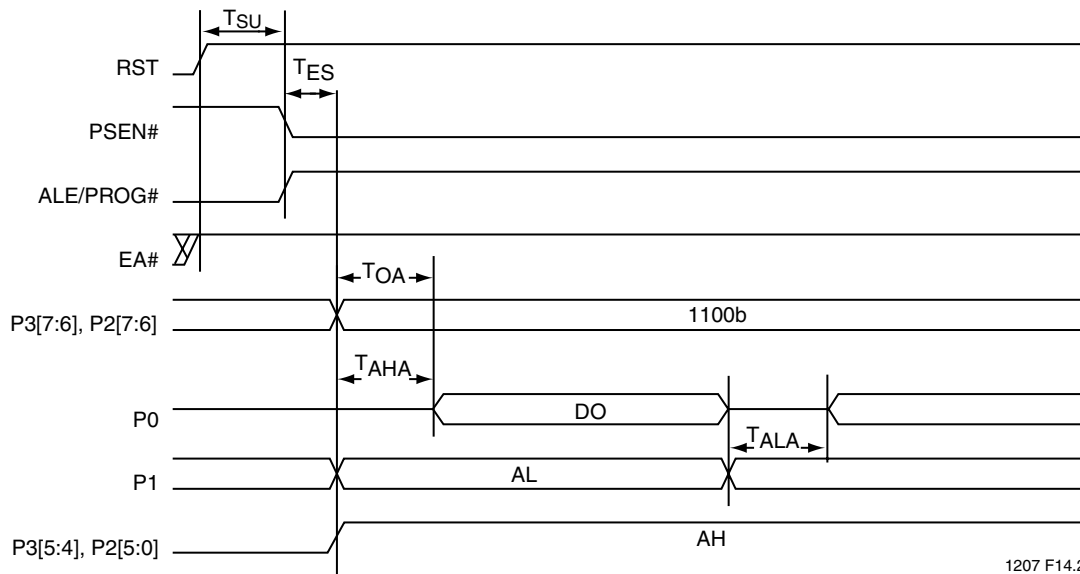 TSU
RST
TES
PSEN#
ALE/PROG#
EA#
TOA
P3[7:6], P2[7:6]
1100b
TAHA
P0
DO
TALA
P1
AL
P3[5:4], P2[5:0]
AH
1207 F14.2